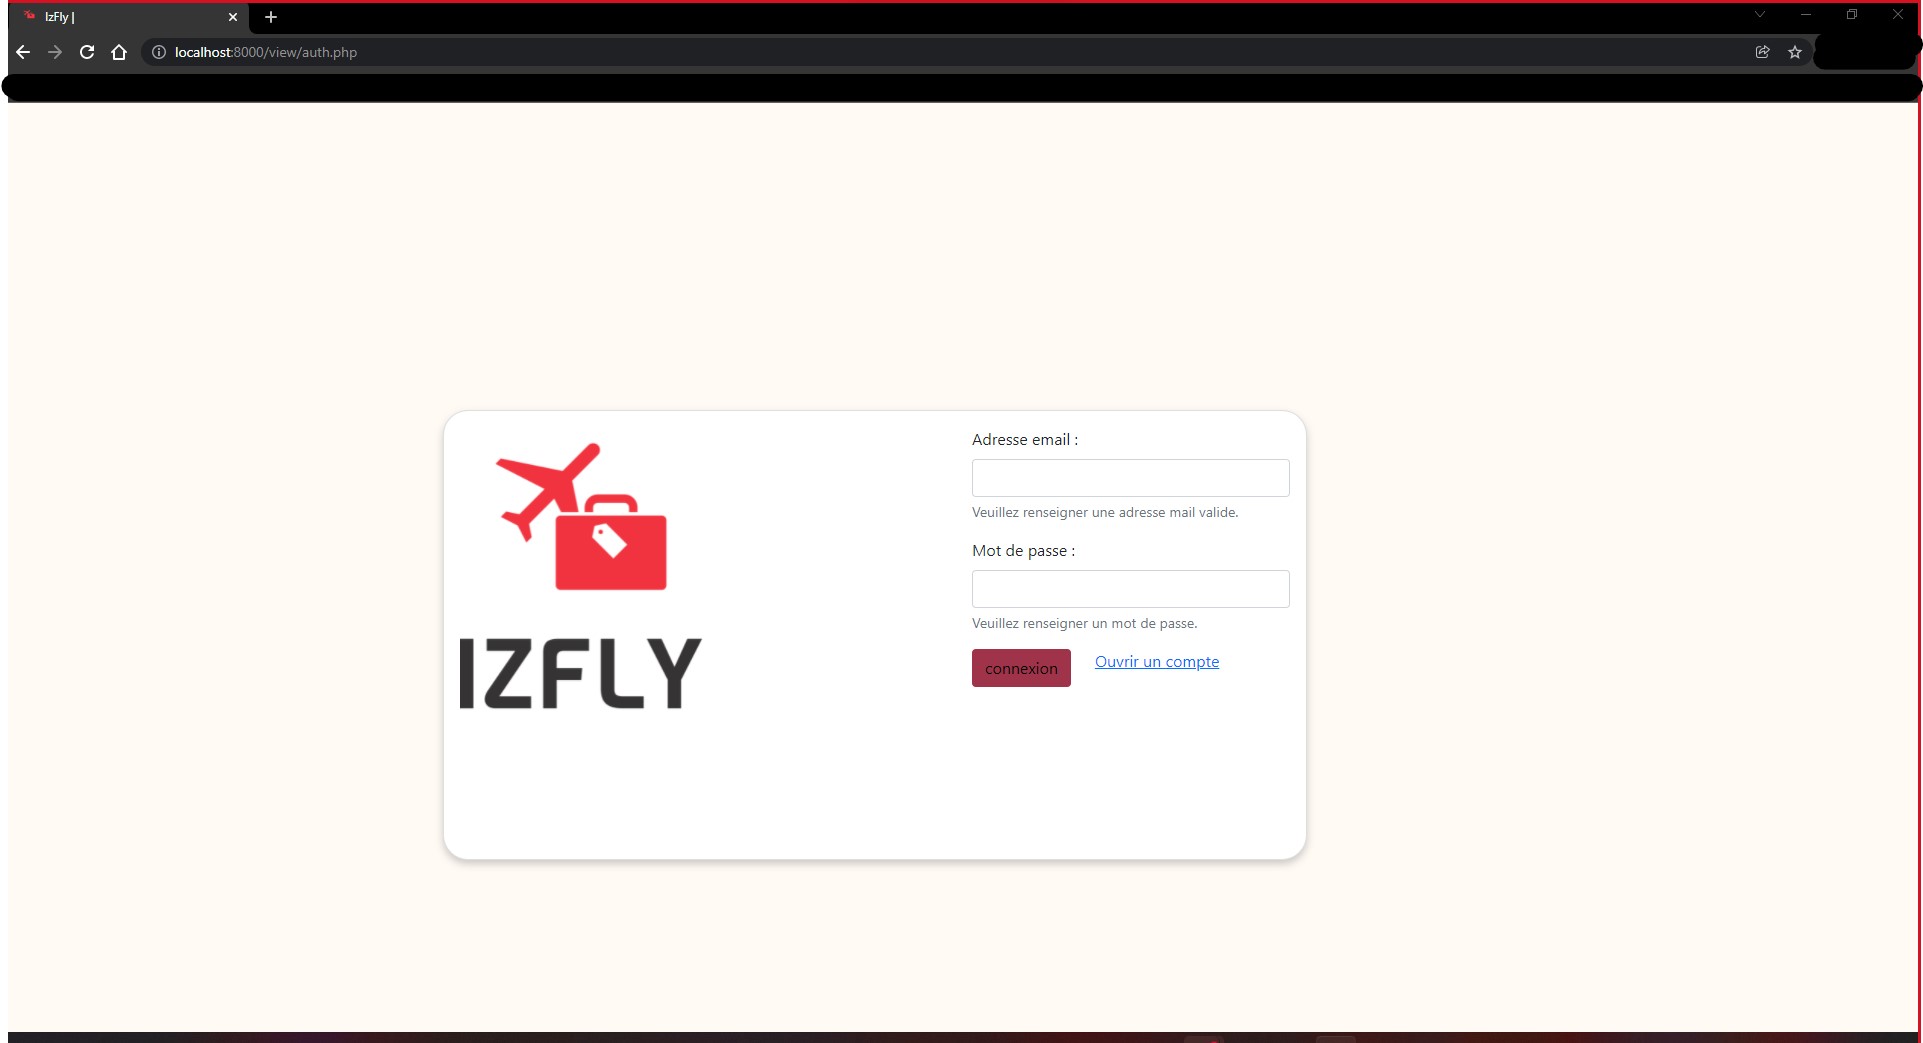 IzFly |
localhost:8000/view/auth.php
Adresse email :
Veuillez renseigner une adresse mail valide.
Mot de passe :
Veuillez renseigner un mot de passe.
connexion Ouvrir un compte
IZFLY